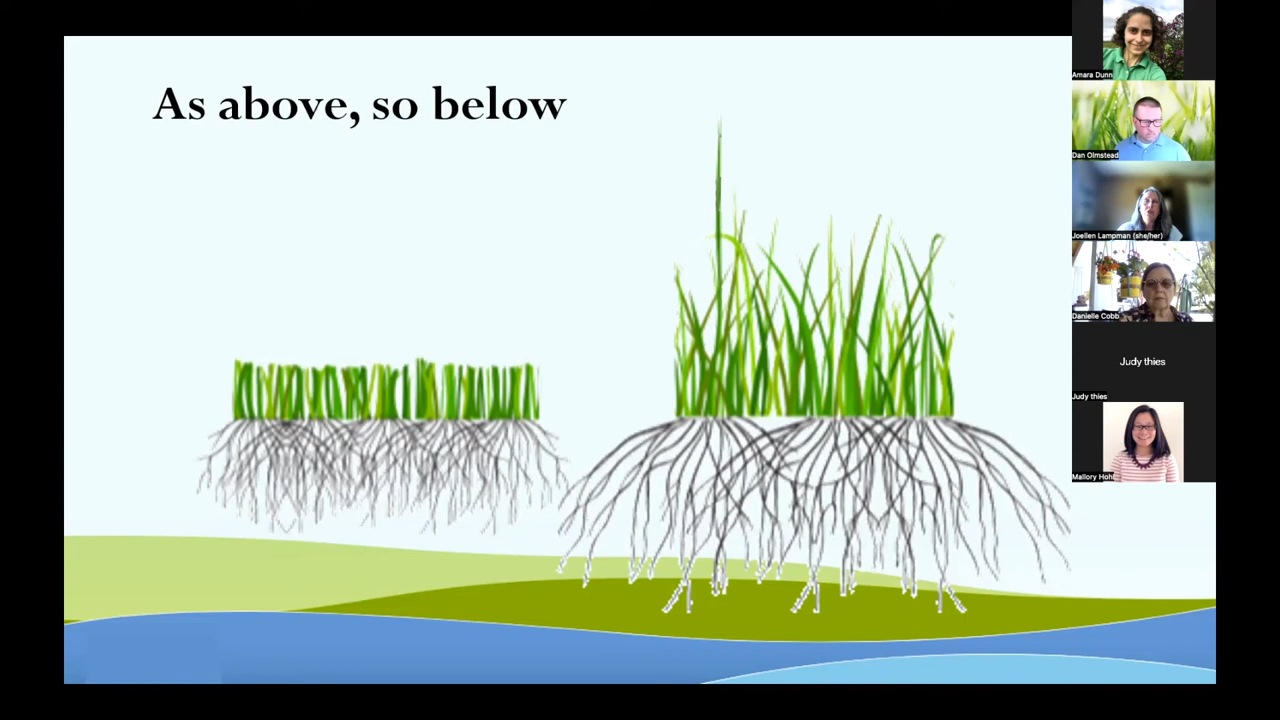 As above, so below
Amara Dunn
Dan Olmstead
Joellen Lampman (she/her)
Danielle Cobb
Judy thies
Judy thies
Mallory Hohl